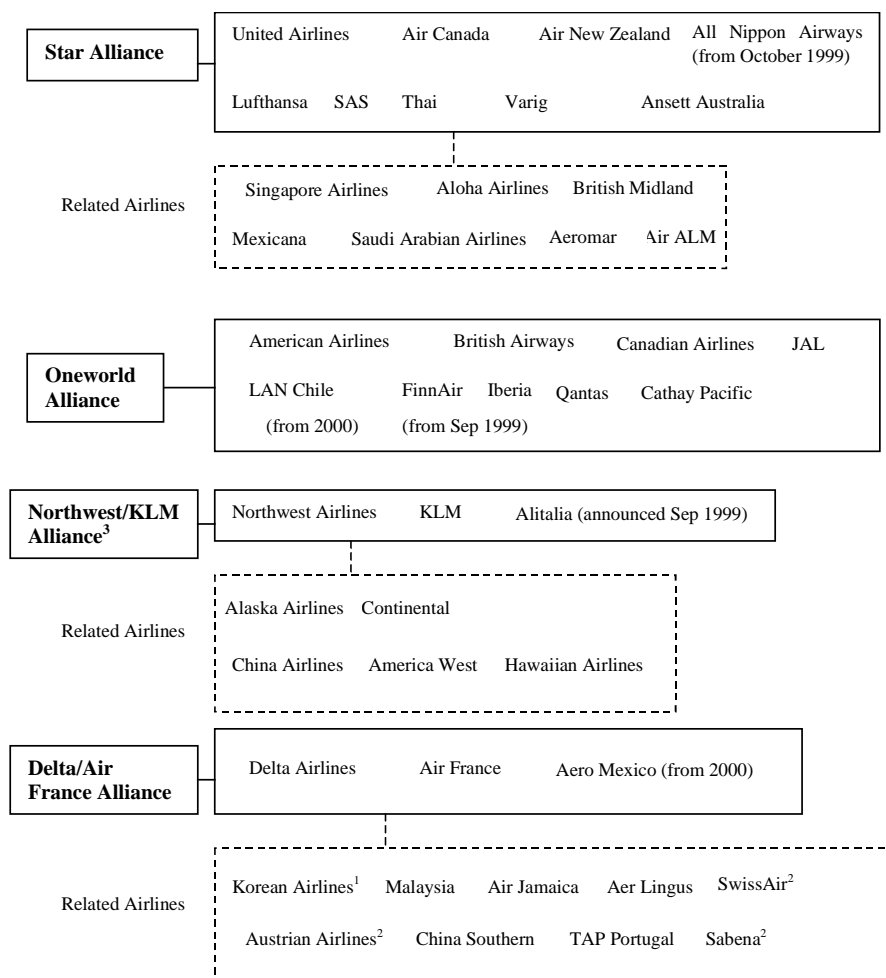 Star Alliance
United Airlines Air Canada Air New Zealand All Nippon Airways
(from October 1999)
Lufthansa SAS Thai Varig Ansett Australia
Related Airlines
Singapore Airlines Aloha Airlines British Midland
Mexicana Saudi Arabian Airlines Aeromar Air ALM
Oneworld
Alliance
American Airlines British Airways Canadian Airlines JAL
LAN Chile FinnAir Iberia Qantas Cathay Pacific
(from 2000) (from Sep 1999)
Northwest/KLM
Alliance³
Northwest Airlines KLM Alitalia (announced Sep 1999)
Related Airlines
Alaska Airlines Continental
China Airlines America West Hawaiian Airlines
Delta/Air
France Alliance
Delta Airlines Air France Aero Mexico (from 2000)
Related Airlines
Korean Airlines¹ Malaysia Air Jamaica Aer Lingus SwissAir²
Austrian Airlines² China Southern TAP Portugal Sabena²